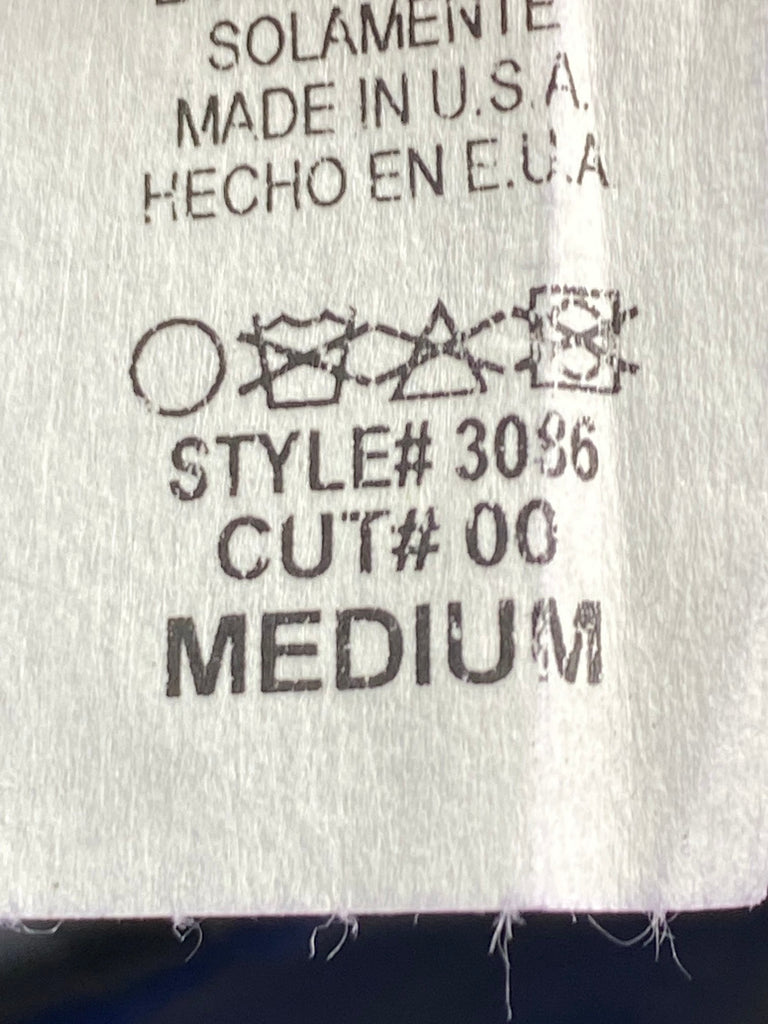 SOLAMENTE
MADE IN U.S.A.
HECHO EN E.U.A
STYLE# 3086
CUT# 00
MEDIUM